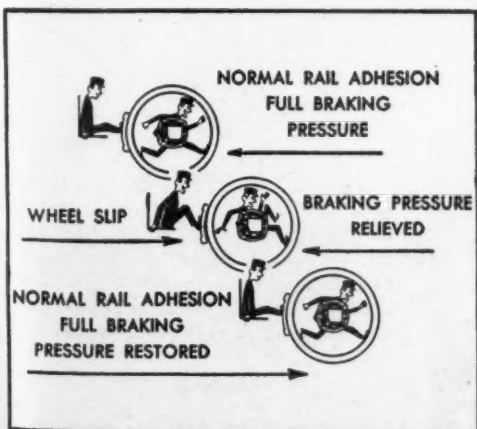 NORMAL RAIL ADHESION
FULL BRAKING
PRESSURE
WHEEL SLIP
BRAKING PRESSURE
RELIEVED
NORMAL RAIL ADHESION
FULL BRAKING
PRESSURE RESTORED